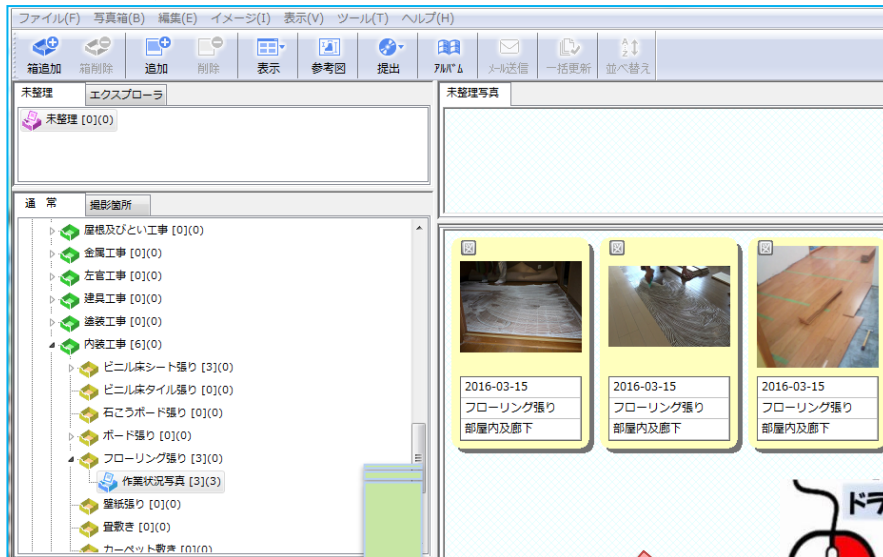 ファイル(F) 写真箱(B) 編集(E) イメージ(I) 表示(V) ツール(T) ヘルプ(H)
箱追加 箱削除 追加 削除 表示 参考図 提出 ｱﾙﾊﾞﾑ ﾒｰﾙ送信 一括更新 並べ替え
未整理 エクスプローラ
未整理 [0](0)
未整理写真
通 常 撮影箇所
屋根及びとい工事 [0](0)
金属工事 [0](0)
左官工事 [0](0)
建具工事 [0](0)
塗装工事 [0](0)
内装工事 [6](0)
ビニル床シート張り [3](0)
ビニル床タイル張り [0](0)
石こうボード張り [0](0)
ボード張り [0](0)
フローリング張り [3](0)
作業状況写真 [3](3)
壁紙張り [0](0)
畳敷き [0](0)
カーペット敷き [0](0)
2016-03-15
フローリング張り
部屋内及廊下
2016-03-15
フローリング張り
部屋内及廊下
2016-03-15
フローリング張り
部屋内及廊下
ドラ